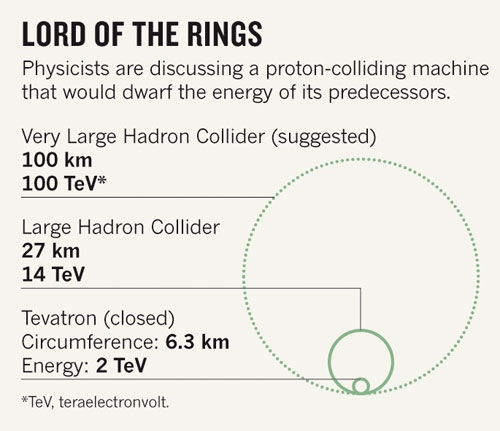 LORD OF THE RINGS
Physicists are discussing a proton-colliding machine
that would dwarf the energy of its predecessors.
Very Large Hadron Collider (suggested)
100 km
100 TeV*
Large Hadron Collider
27 km
14 TeV
Tevatron (closed)
Circumference: 6.3 km
Energy: 2 TeV
*TeV, teraelectronvolt.